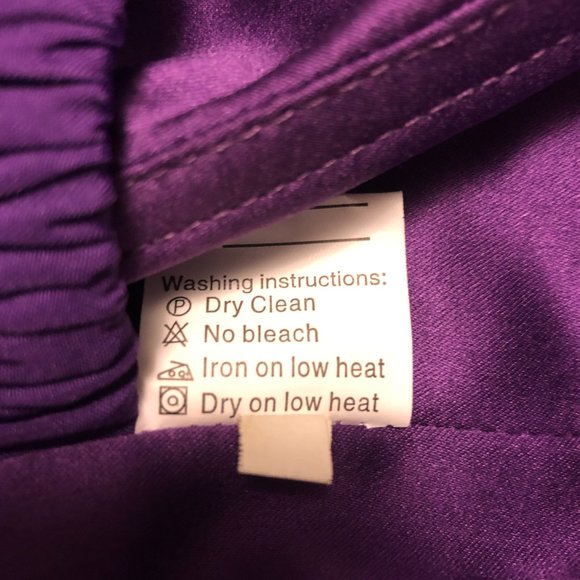 Washing instructions:
P Dry Clean
No bleach
Iron on low heat
Dry on low heat